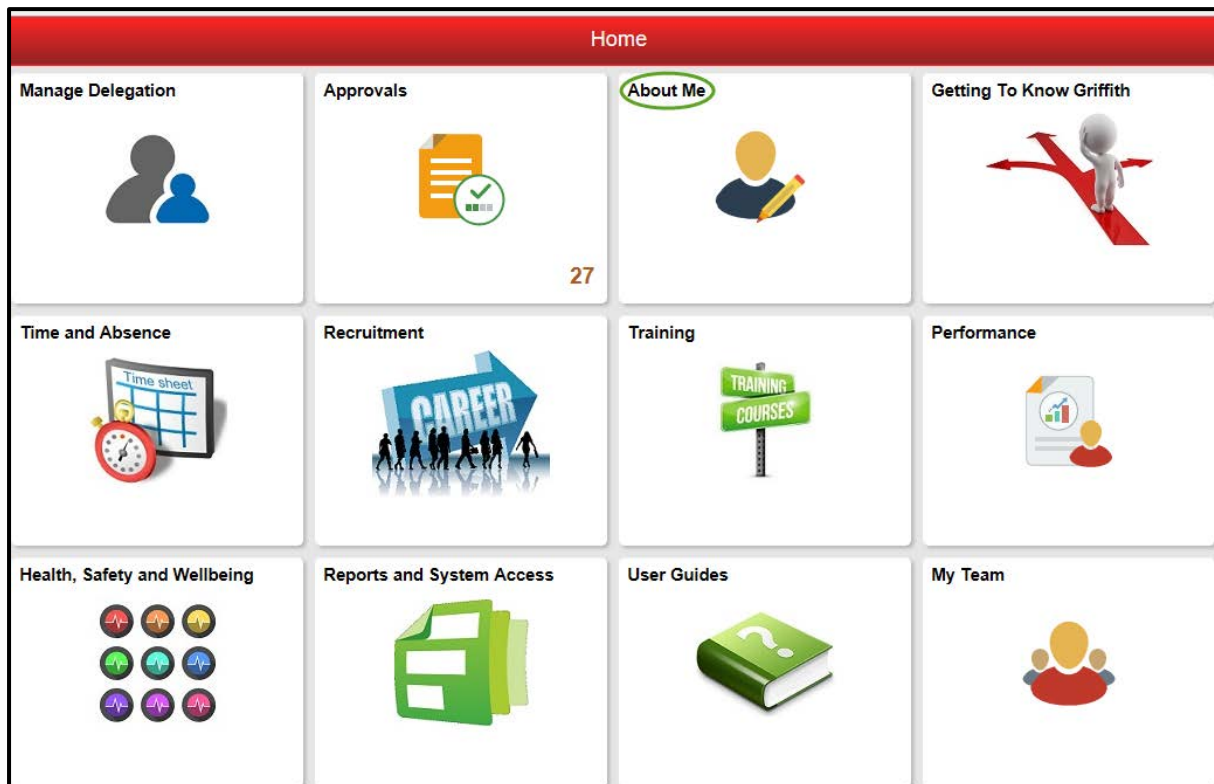 Home
Manage Delegation
Approvals
About Me
Getting To Know Griffith
27
Time and Absence
Recruitment
Training
Performance
Time sheet
CAREER
TRAINING
COURSES
Health, Safety and Wellbeing
Reports and System Access
User Guides
My Team
?